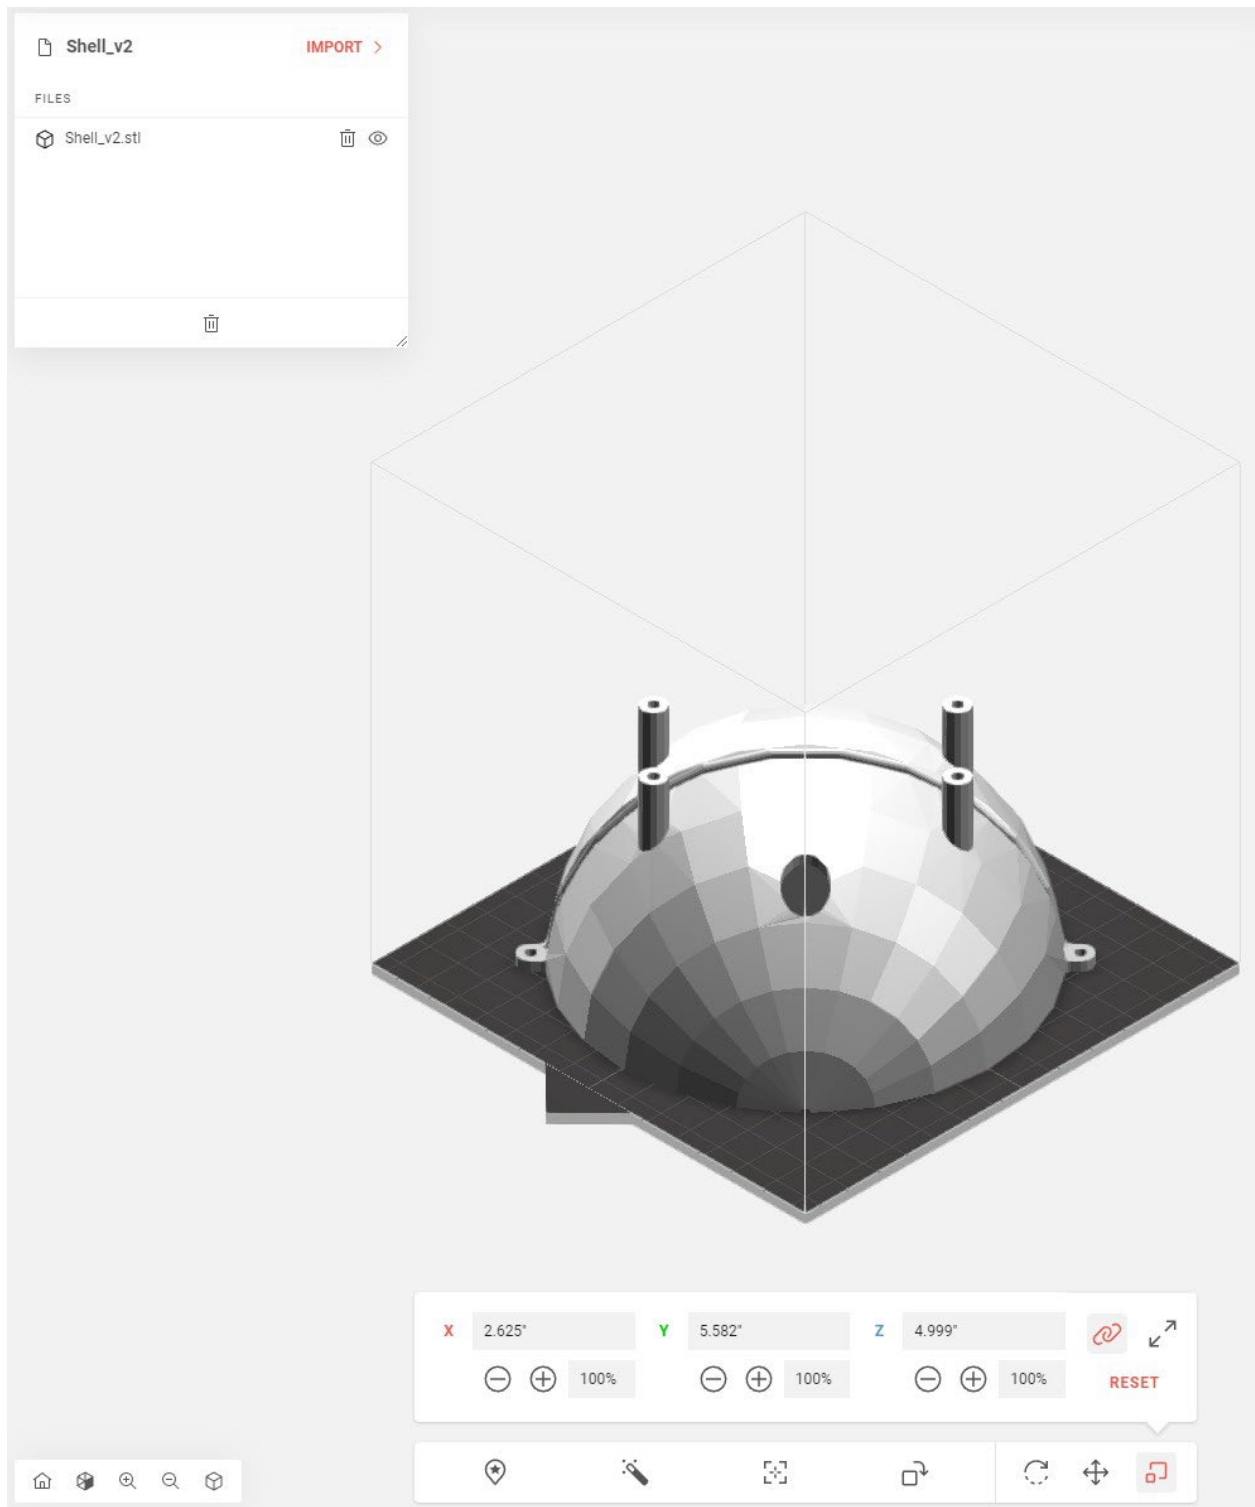 Shell_v2 IMPORT >
FILES
Shell_v2.stl
X 2.625" Y 5.582" Z 4.999"
100% 100% 100% RESET